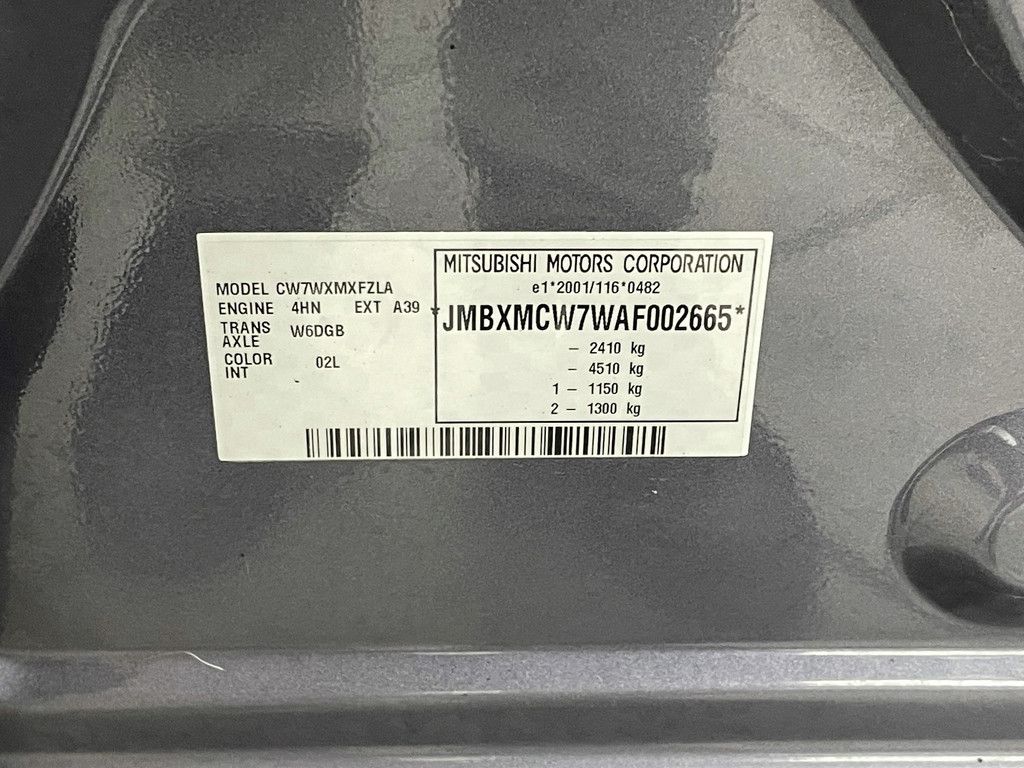 MODEL CW7WXMXFZLA
ENGINE 4HN EXT A39
TRANS AXLE W6DGB
COLOR INT 02L
MITSUBISHI MOTORS CORPORATION
e1*2001/116*0482
*JMBXMCW7WAF002665*
– 2410 kg
– 4510 kg
1 – 1150 kg
2 – 1300 kg